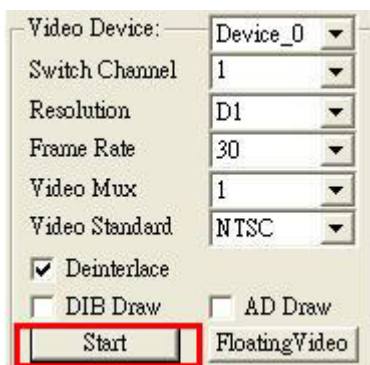 Video Device: Device_0
Switch Channel 1
Resolution D1
Frame Rate 30
Video Mux 1
Video Standard NTSC
Deinterlace
DIB Draw AD Draw
Start FloatingVideo